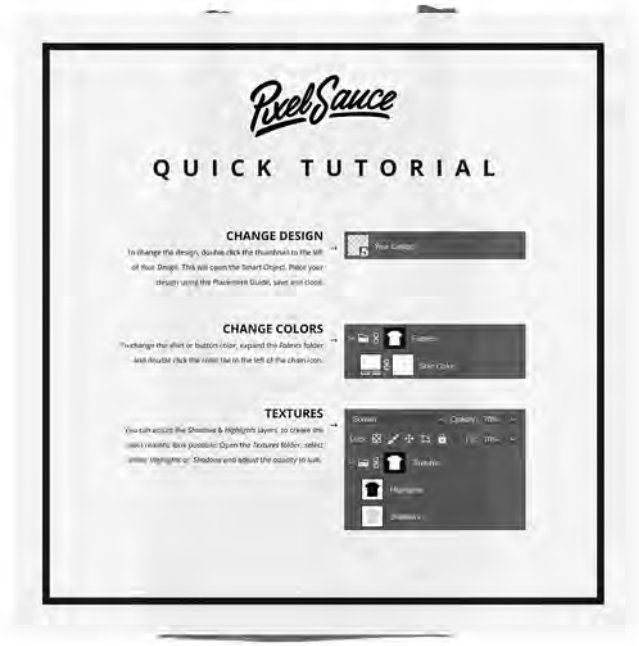 PixelSauce
QUICK TUTORIAL
CHANGE DESIGN
To change the design, double click the thumbnail to the left
of Your Design. This will open the Smart Object. Place your
design using the Placement Guide, save and close.
Your Design
CHANGE COLORS
To change the shirt or button color, expand the Fabrics folder
and double click the color tile to the left of the chain icon.
Shirt Color
TEXTURES
You can adjust the Shadows & Highlights layers, to create the
most realistic look possible. Open the Textures folder, select
either Highlights or Shadows and adjust the opacity to suit.
Screen
Opacity: 70%
Lock:
70%
Textures
Highlights
Shadows